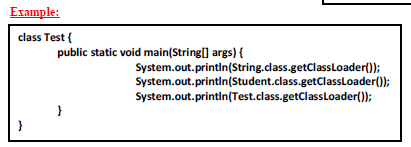 Example:
class Test {
public static void main(String[] args) {
System.out.println(String.class.getClassLoader());
System.out.println(Student.class.getClassLoader());
System.out.println(Test.class.getClassLoader());
}
}